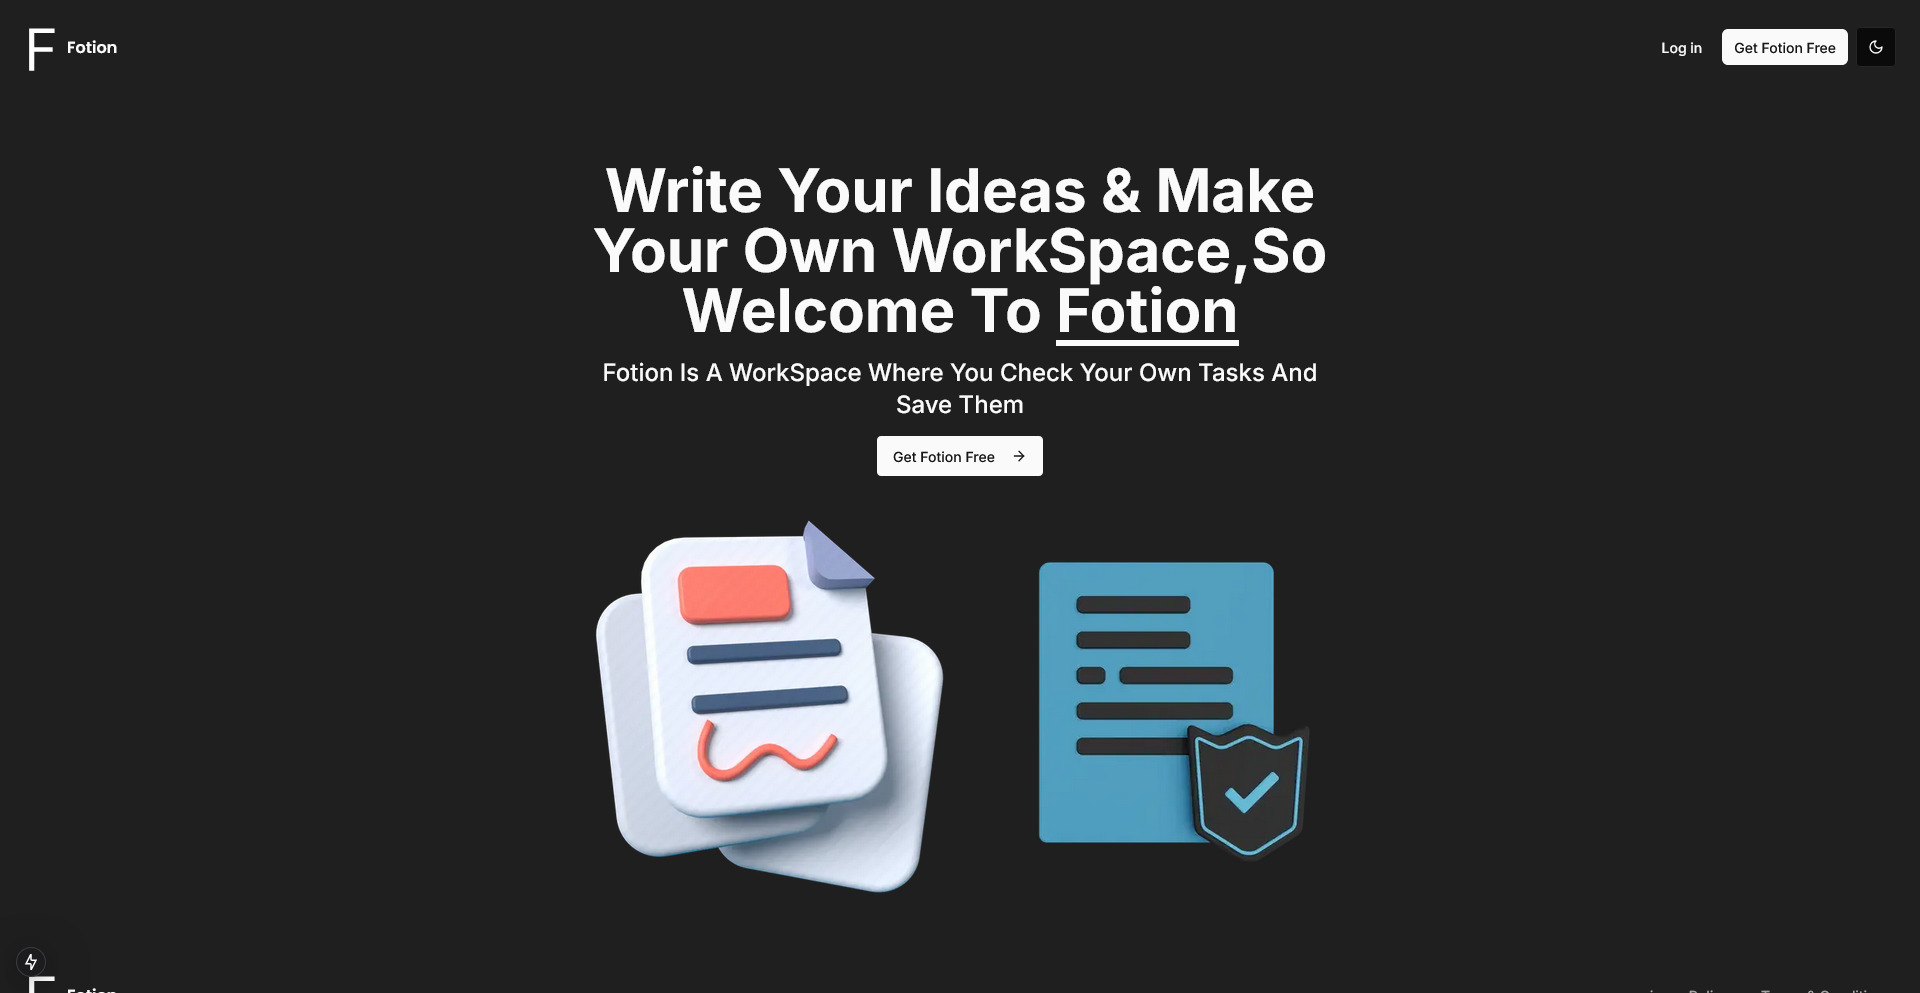 Fotion
Log in
Get Fotion Free
Write Your Ideas & Make
Your Own WorkSpace,So
Welcome To Fotion
Fotion Is A WorkSpace Where You Check Your Own Tasks And
Save Them
Get Fotion Free
Fotion